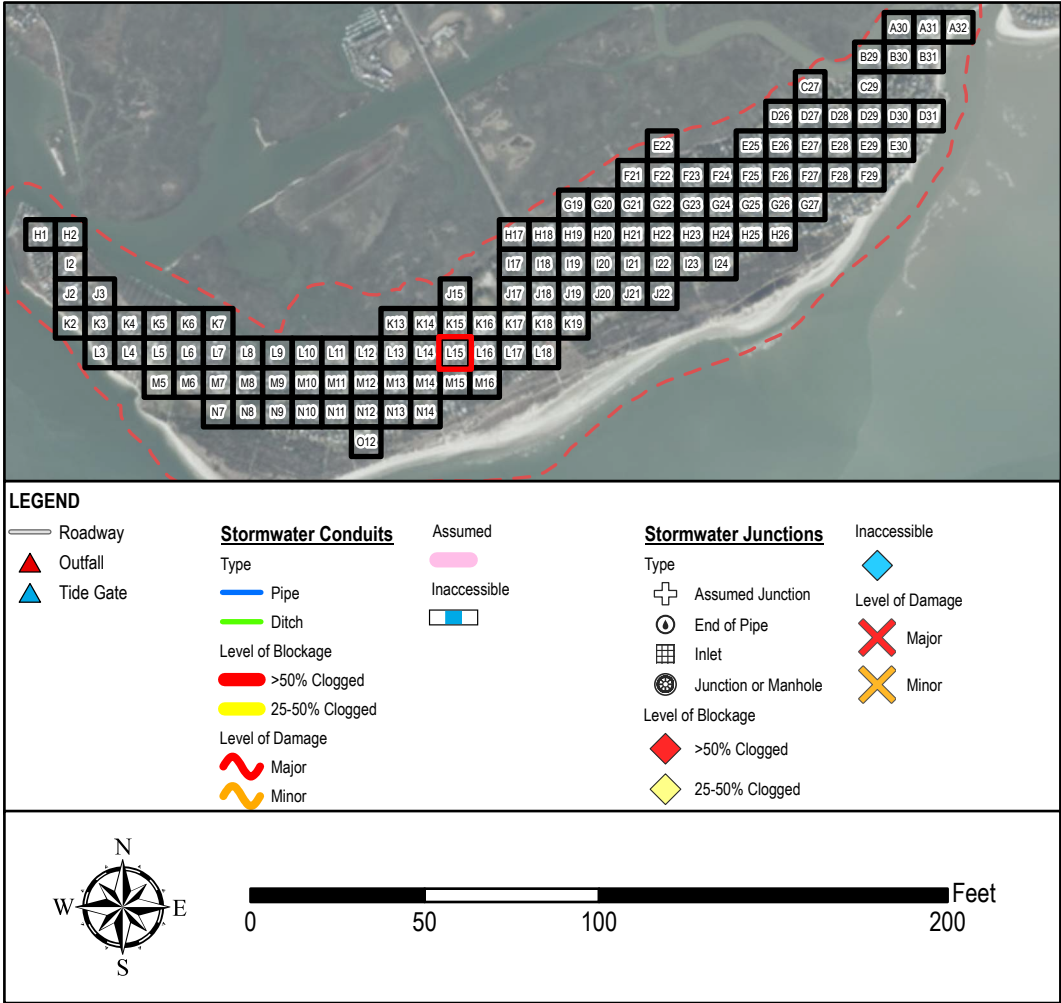 A30 A31 A32
B29 B30 B31
C27 C29
D26 D27 D28 D29 D30 D31
E22 E25 E26 E27 E28 E29 E30
F21 F22 F23 F24 F25 F26 F27 F28 F29
G19 G20 G21 G22 G23 G24 G25 G26 G27
H1 H2 H17 H18 H19 H20 H21 H22 H23 H24 H25 H26
I2 I17 I18 I19 I20 I21 I22 I23 I24
J2 J3 J15 J17 J18 J19 J20 J21 J22
K2 K3 K4 K5 K6 K7 K13 K14 K15 K16 K17 K18 K19
L3 L4 L5 L6 L7 L8 L9 L10 L11 L12 L13 L14 L15 L16 L17 L18
M5 M6 M7 M8 M9 M10 M11 M12 M13 M14 M15 M16
N7 N8 N9 N10 N11 N12 N13 N14
O12
LEGEND
Roadway
Outfall
Tide Gate
Stormwater Conduits
Type
Pipe
Ditch
Level of Blockage
>50% Clogged
25-50% Clogged
Level of Damage
Major
Minor
Assumed
Inaccessible
Stormwater Junctions
Type
Assumed Junction
End of Pipe
Inlet
Junction or Manhole
Level of Blockage
>50% Clogged
25-50% Clogged
Inaccessible
Level of Damage
Major
Minor
N
W E
S
Feet
0 50 100 200